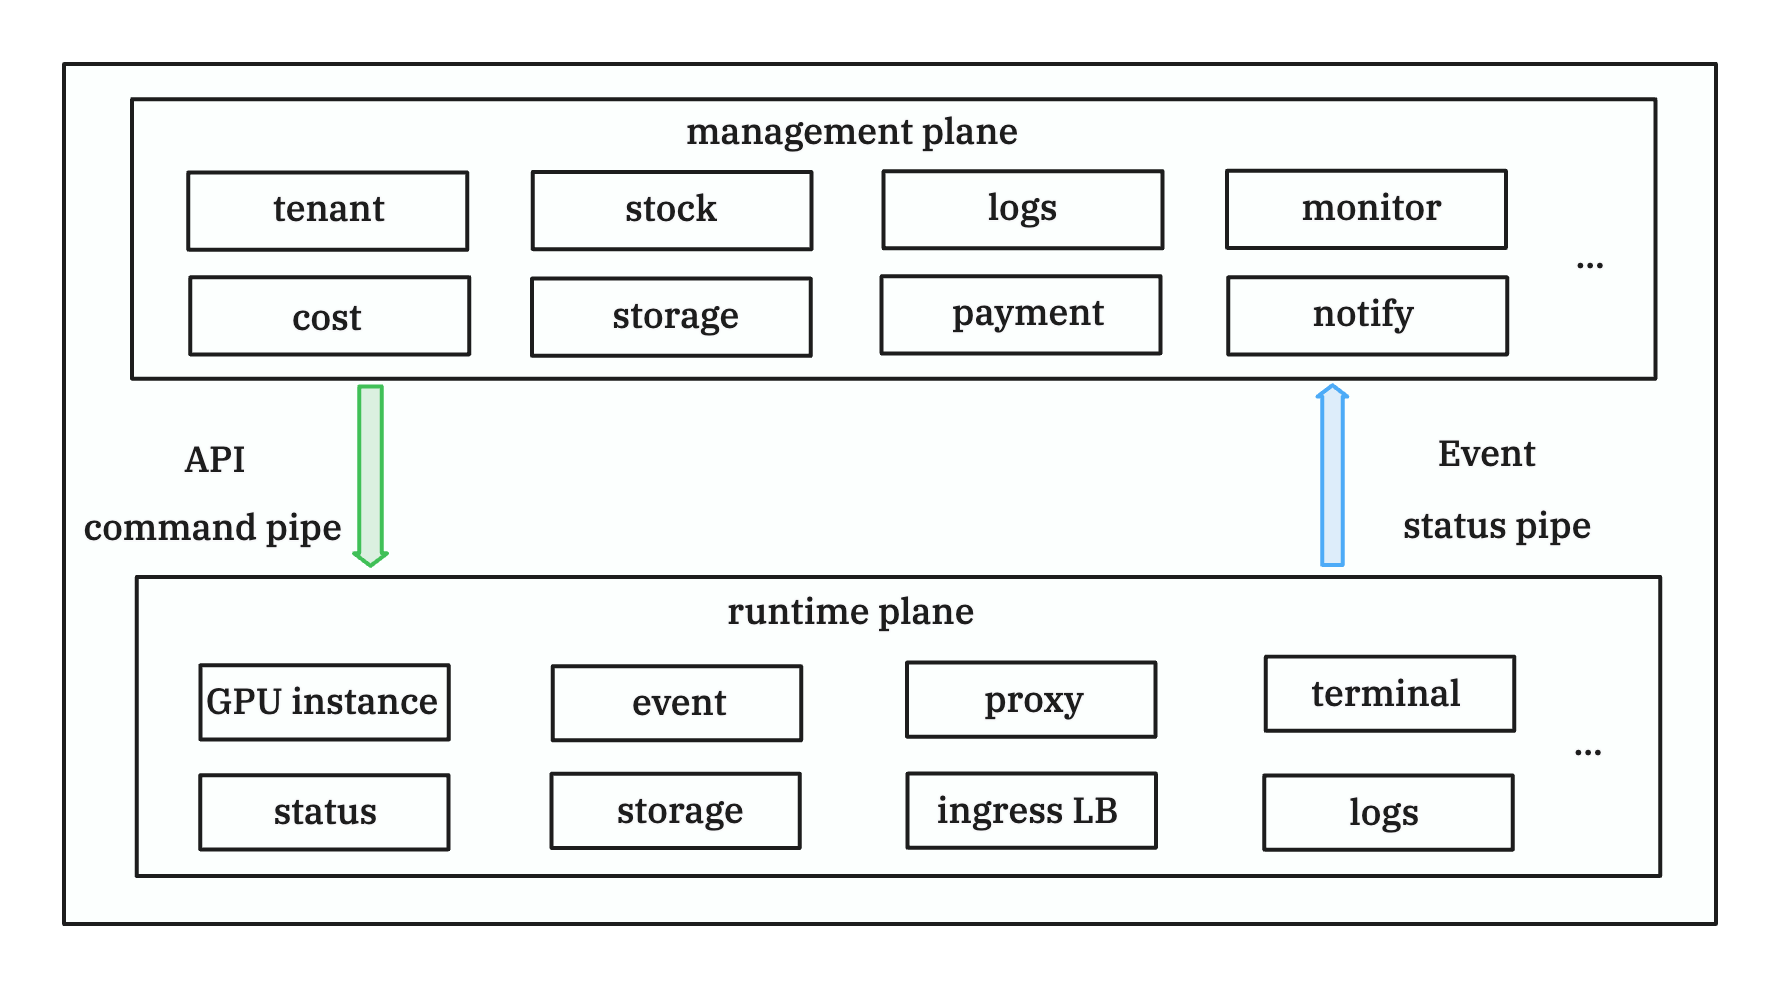 management plane
tenant
stock
logs
monitor
cost
storage
payment
notify
...
API
command pipe
Event
status pipe
runtime plane
GPU instance
event
proxy
terminal
...
status
storage
ingress LB
logs